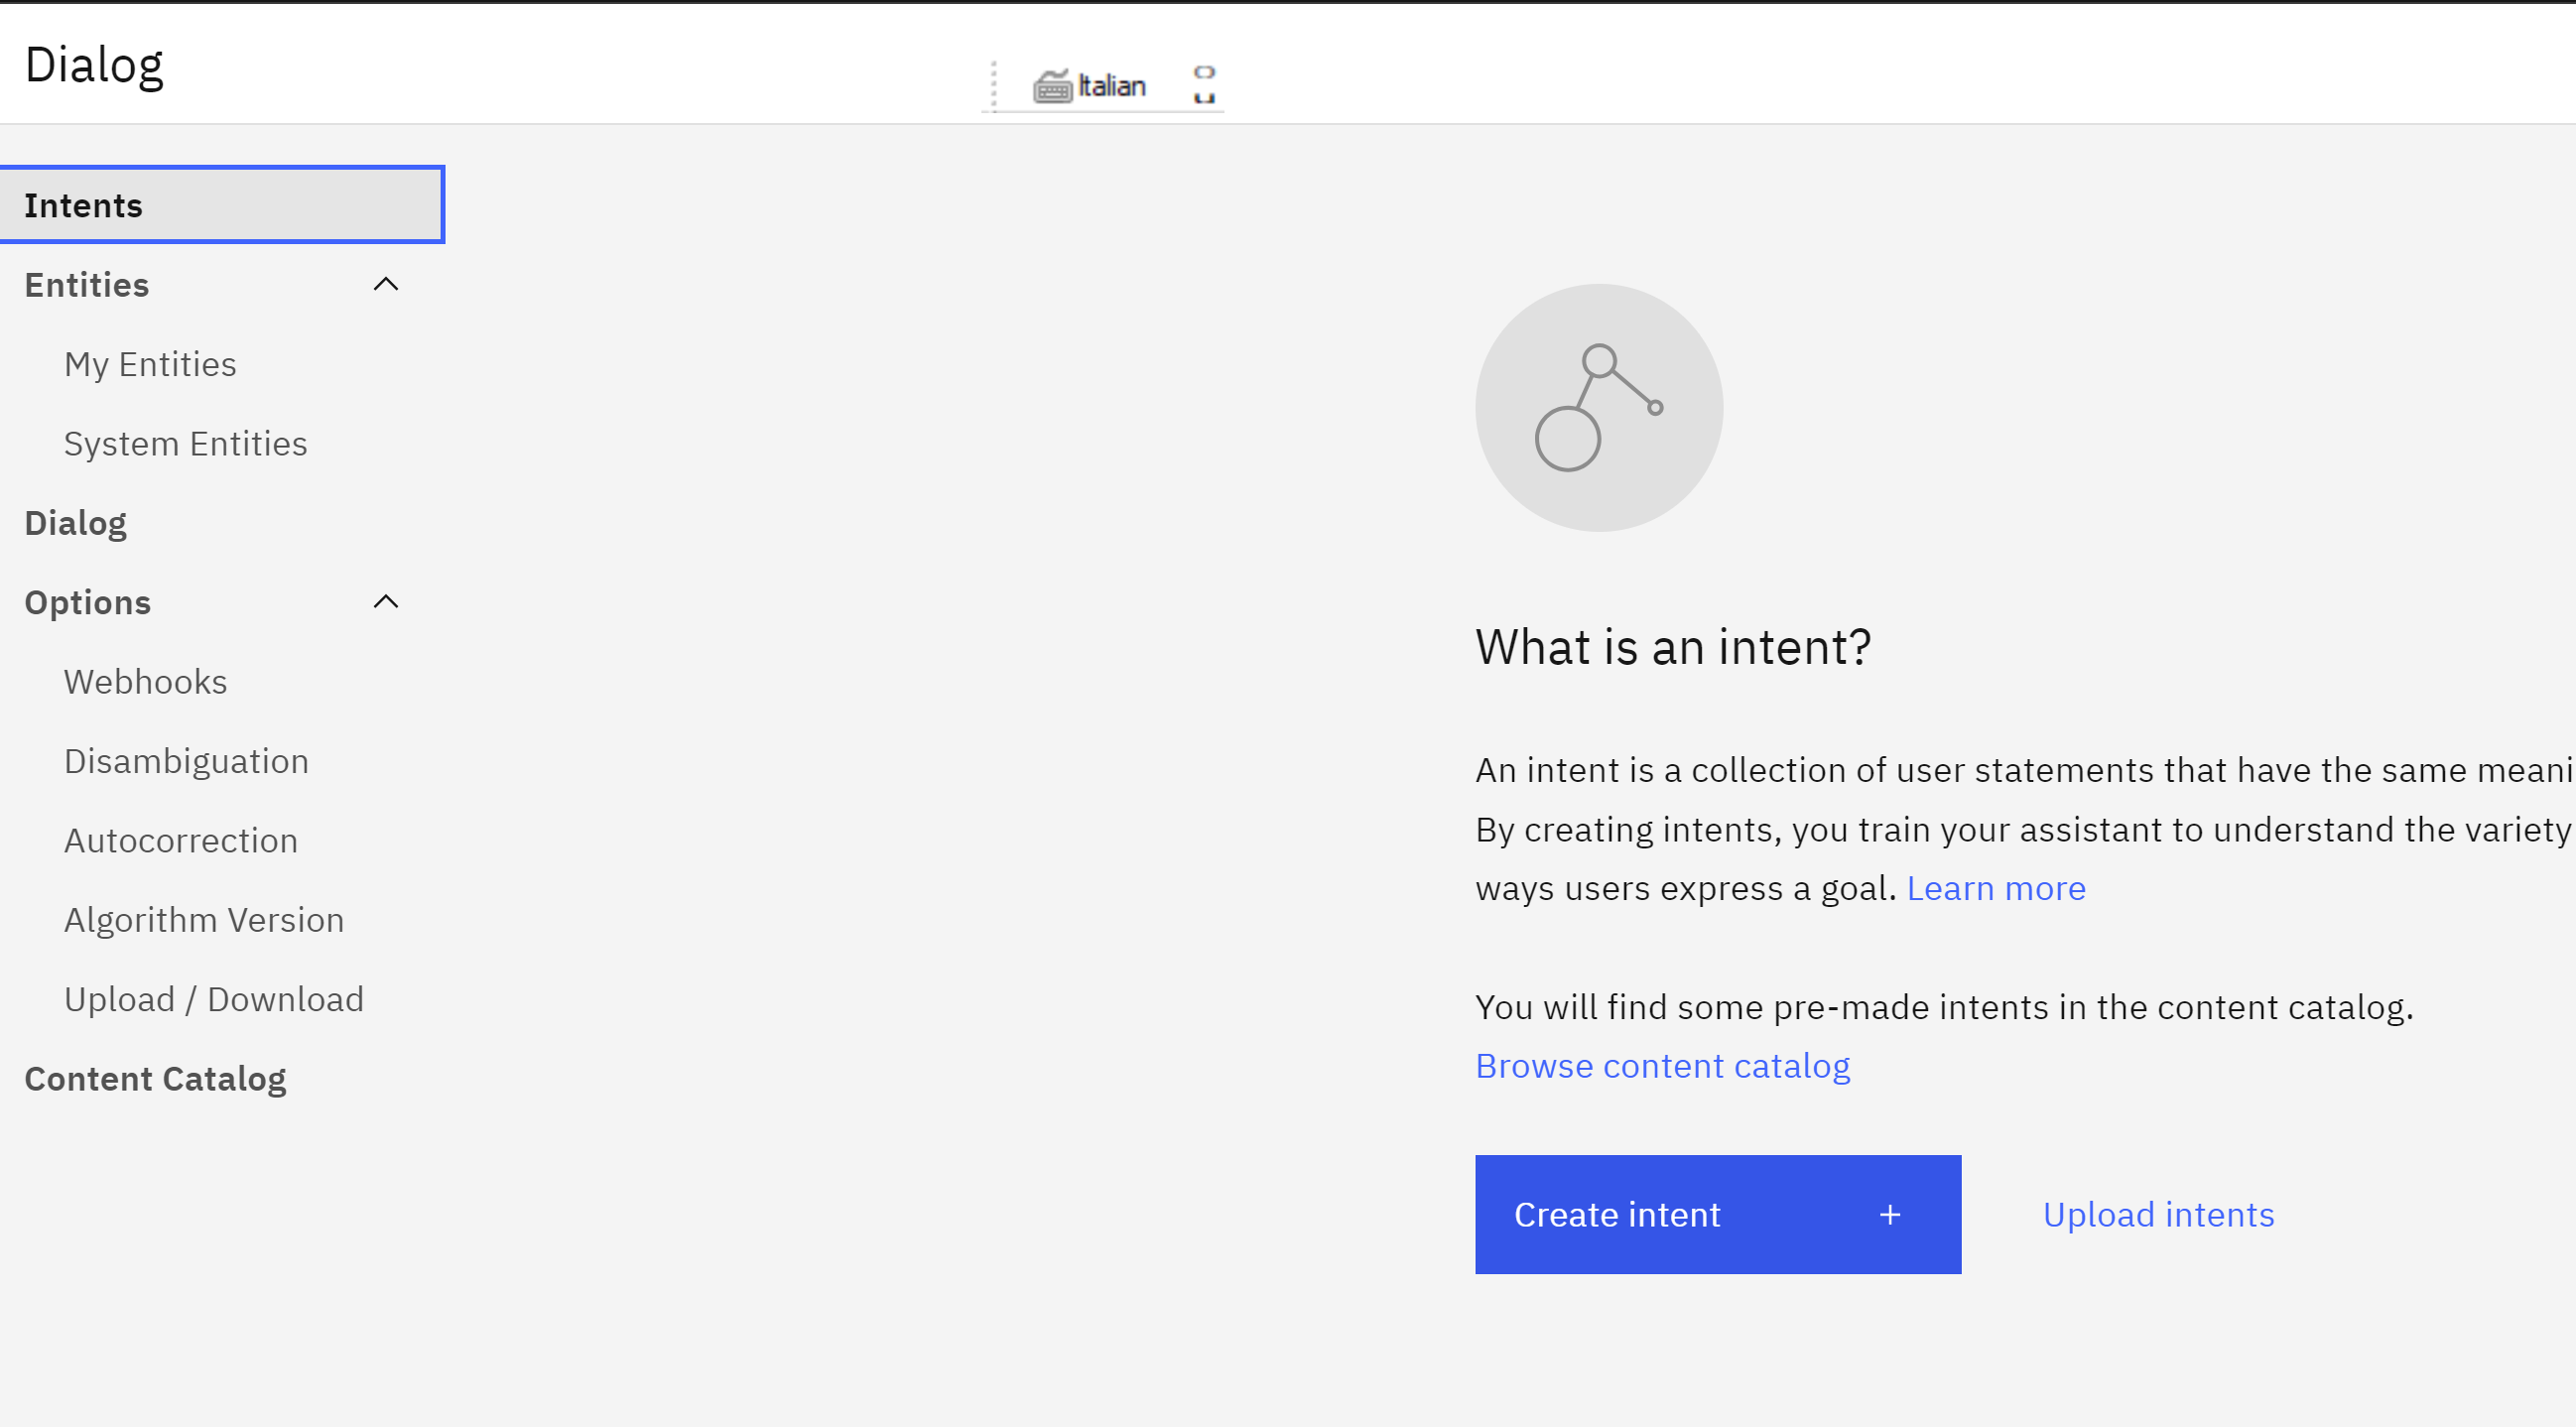 Dialog
Italian
Intents
Entities
My Entities
System Entities
Dialog
Options
Webhooks
Disambiguation
Autocorrection
Algorithm Version
Upload / Download
Content Catalog
What is an intent?
An intent is a collection of user statements that have the same meani
By creating intents, you train your assistant to understand the variety
ways users express a goal. Learn more
You will find some pre-made intents in the content catalog.
Browse content catalog
Create intent +
Upload intents